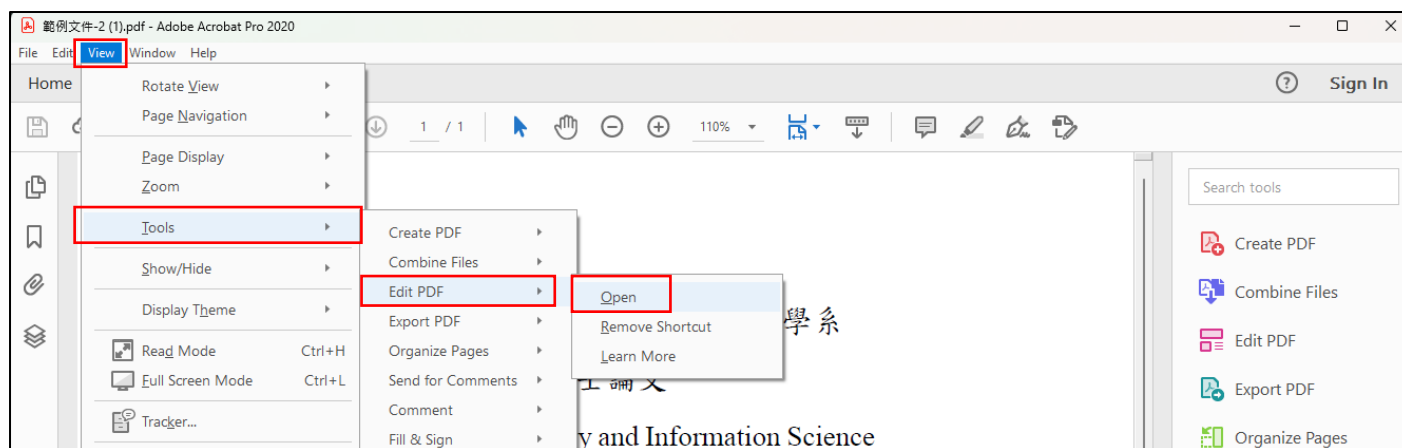 範例文件-2 (1).pdf - Adobe Acrobat Pro 2020
File Edit View Window Help
Home
Sign In
Rotate View
Page Navigation
Page Display
Zoom
Tools
Show/Hide
Display Theme
Read Mode Ctrl+H
Full Screen Mode Ctrl+L
Tracker...
1 / 1
110%
Create PDF
Combine Files
Edit PDF
Export PDF
Organize Pages
Send for Comments
Comment
Fill & Sign
Open
Remove Shortcut
Learn More
學系
論文
y and Information Science
Search tools
Create PDF
Combine Files
Edit PDF
Export PDF
Organize Pages